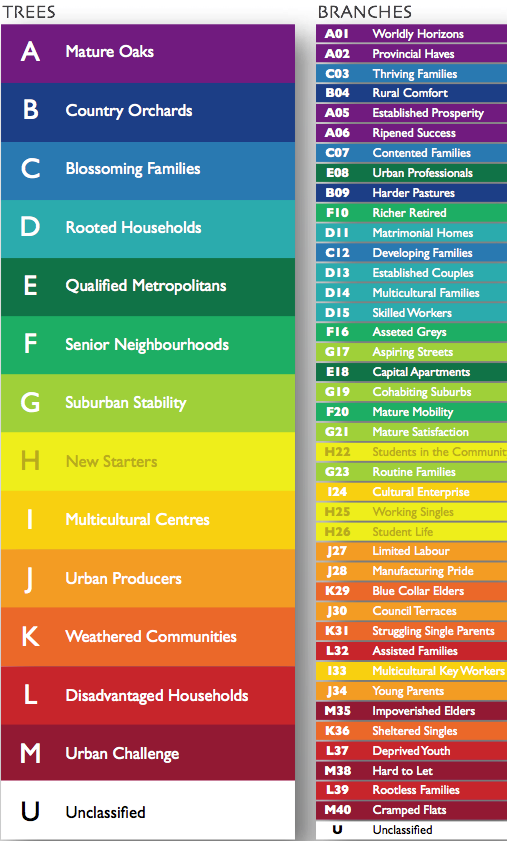 TREES
A Mature Oaks
B Country Orchards
C Blossoming Families
D Rooted Households
E Qualified Metropolitans
F Senior Neighbourhoods
G Suburban Stability
H New Starters
I Multicultural Centres
J Urban Producers
K Weathered Communities
L Disadvantaged Households
M Urban Challenge
U Unclassified
BRANCHES
A01 Worldly Horizons
A02 Provincial Haves
C03 Thriving Families
B04 Rural Comfort
A05 Established Prosperity
A06 Ripened Success
C07 Contented Families
E08 Urban Professionals
B09 Harder Pastures
F10 Richer Retired
D11 Matrimonial Homes
C12 Developing Families
D13 Established Couples
D14 Multicultural Families
D15 Skilled Workers
F16 Asseted Greys
G17 Aspiring Streets
E18 Capital Apartments
G19 Cohabiting Suburbs
F20 Mature Mobility
G21 Mature Satisfaction
H22 Students in the Communit
G23 Routine Families
I24 Cultural Enterprise
H25 Working Singles
H26 Student Life
J27 Limited Labour
J28 Manufacturing Pride
K29 Blue Collar Elders
J30 Council Terraces
K31 Struggling Single Parents
L32 Assisted Families
I33 Multicultural Key Workers
J34 Young Parents
M35 Impoverished Elders
K36 Sheltered Singles
L37 Deprived Youth
M38 Hard to Let
L39 Rootless Families
M40 Cramped Flats
U Unclassified